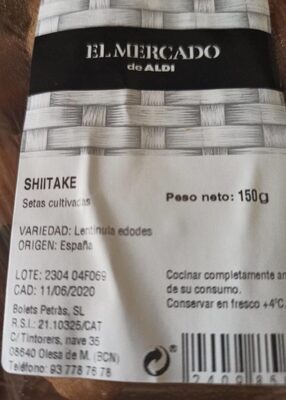 EL MERCADO
de ALDI
SHIITAKE
Setas cultivadas
Peso neto: 150g
VARIEDAD: Lentinula edodes
ORIGEN: España
LOTE: 2304 04F069
CAD: 11/06/2020
Cocinar completamente an
de su consumo.
Conservar en fresco +4°C.
Bolets Petràs, SL
R.S.I.: 21.10325/CAT
C/ Tintorers, nave 35
08640 Olesa de M. (BCN)
Teléfono: 93 778 76 78